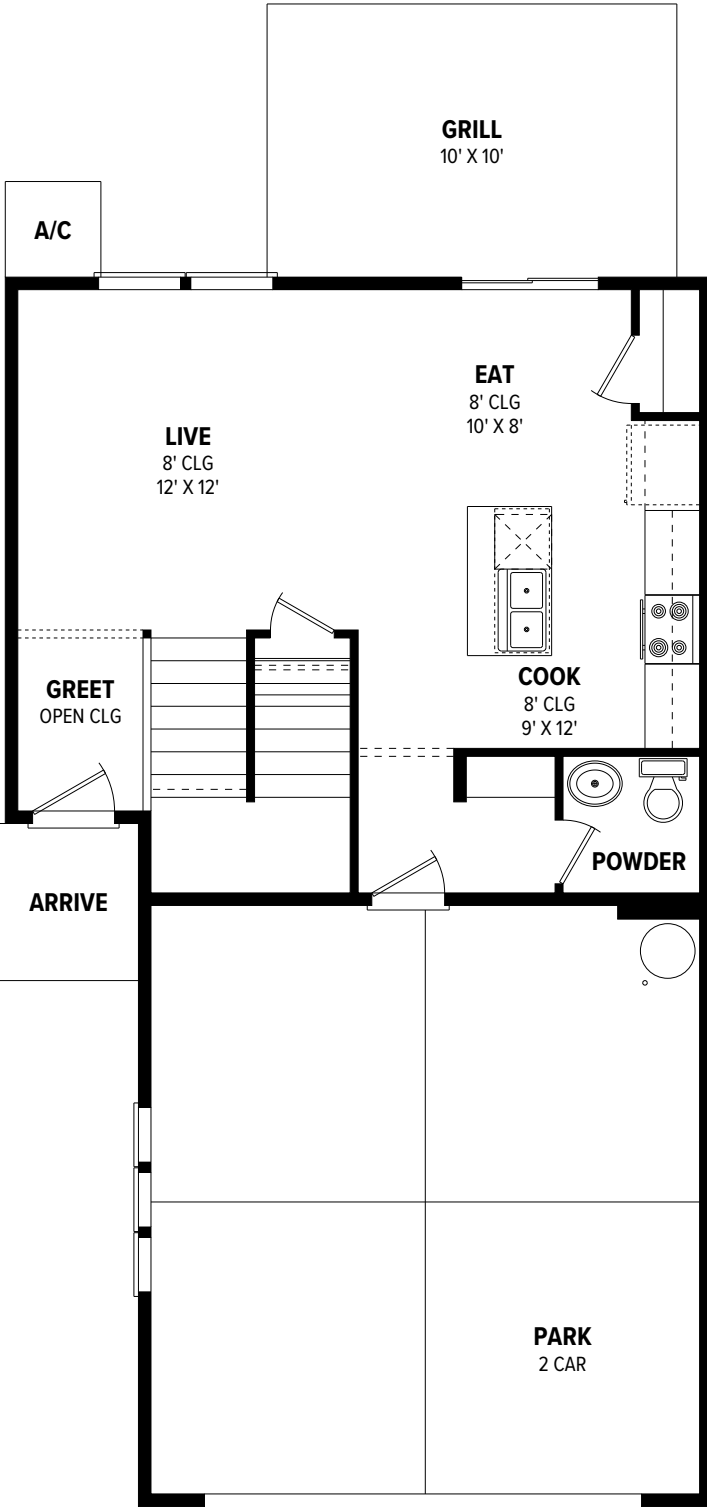 GRILL
10' X 10'
A/C
EAT
8' CLG
10' X 8'
LIVE
8' CLG
12' X 12'
COOK
8' CLG
9' X 12'
GREET
OPEN CLG
POWDER
ARRIVE
PARK
2 CAR